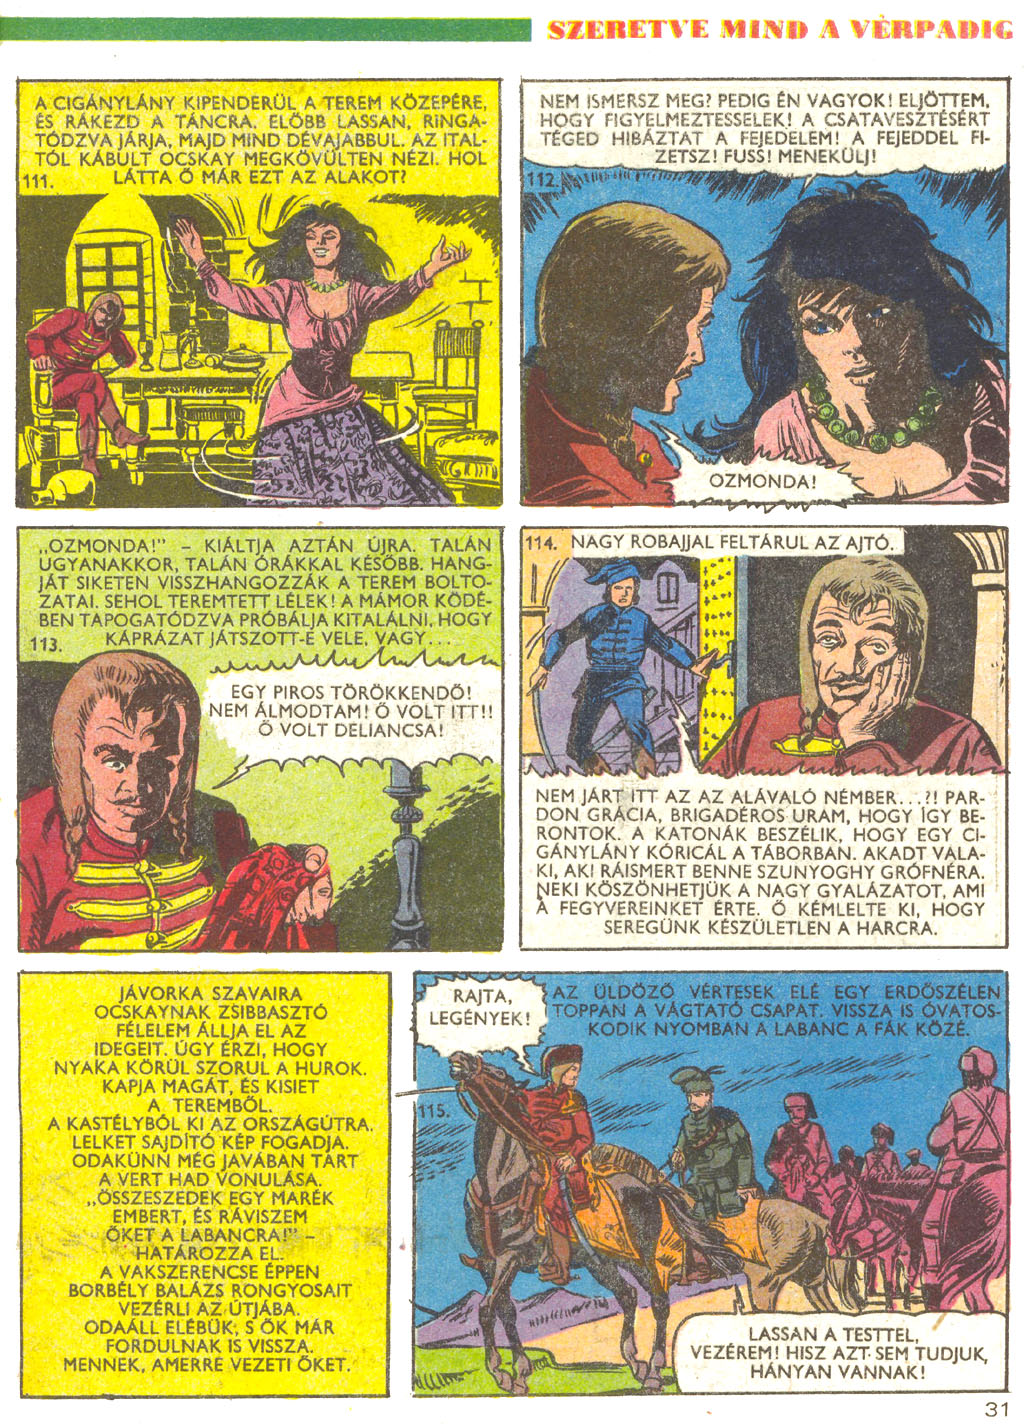 SZERETVE MIND A VÉRPADIG
A CIGÁNYLÁNY KIPENDERÜL A TEREM KÖZEPÉRE,
ÉS RÁKEZD A TÁNCRA. ELŐBB LASSAN, RINGA-
TÓDZVA JÁRJA, MAJD MIND DÉVAJABBUL. AZ ITAL-
TÓL KÁBULT OCSKAY MEGKÖVÜLTEN NÉZI. HOL
LÁTTA Ő MÁR EZT AZ ALAKOT?
111.
NEM ISMERSZ MEG? PEDIG ÉN VAGYOK! ELJÖTTEM,
HOGY FIGYELMEZTESSELEK! A CSATAVESZTÉSÉRT
TÉGED HIBÁZTAT A FEJEDELEM! A FEJEDDEL FI-
ZETSZ! FUSS! MENEKÜLJ!
112.
OZMONDA!
„OZMONDA!" – KIÁLTJA AZTÁN ÚJRA. TALÁN
UGYANAKKOR, TALÁN ÓRÁKKAL KÉSŐBB. HANG-
JÁT SIKETEN VISSZHANGOZZÁK A TEREM BOLTO-
ZATAI. SEHOL TEREMTETT LÉLEK! A MÁMOR KÖDÉ-
BEN TAPOGATÓDZVA PRÓBÁLJA KITALÁLNI, HOGY
KÁPRÁZAT JÁTSZOTT-E VELE, VAGY...
113.
EGY PIROS TÖRÖKKENDŐ!
NEM ÁLMODTAM! Ő VOLT ITT!!
Ő VOLT DELIANCSA!
114. NAGY ROBAJJAL FELTÁRUL AZ AJTÓ.
NEM JÁRT ITT AZ AZ ALÁVALÓ NÉMBER...?! PAR-
DON GRÁCIA, BRIGADÉROS URAM, HOGY ÍGY BE-
RONTOK. A KATONÁK BESZÉLIK, HOGY EGY CI-
GÁNYLÁNY KÓRICÁL A TÁBORBAN. AKADT VALA-
KI, AKI RÁISMERT BENNE SZUNYOGHY GRÓFNÉRA.
NEKI KÖSZÖNHETJÜK A NAGY GYALÁZATOT, AMI
A FEGYVEREINKET ÉRTE. Ő KÉMLELTE KI, HOGY
SEREGÜNK KÉSZÜLETLEN A HARCRA.
JÁVORKA SZAVAIRA
OCSKAYNAK ZSIBBASZTÓ
FÉLELEM ÁLLJA EL AZ
IDEGEIT. ÚGY ÉRZI, HOGY
NYAKA KÖRÜL SZORUL A HUROK.
KAPJA MAGÁT, ÉS KISIET
A TEREMBŐL.
A KASTÉLYBÓL KI AZ ORSZÁGÚTRA.
LELKET SAJDÍTÓ KÉP FOGADJA.
ODAKÜNN MÉG JAVÁBAN TART
A VERT HAD VONULÁSA.
„ÖSSZESZEDEK EGY MARÉK
EMBERT, ÉS RÁVISZEM
ŐKET A LABANCRA!" –
HATÁROZZA EL.
A VAKSZERENCSE ÉPPEN
BORBÉLY BALÁZS RONGYOSAIT
VEZÉRLI AZ ÚTJÁBA.
ODAÁLL ELÉBÜK, S ŐK MÁR
FORDULNAK IS VISSZA.
MENNEK, AMERRE VEZETI ŐKET.
RAJTA,
LEGÉNYEK!
AZ ÜLDÖZŐ VÉRTESEK ELÉ EGY ERDŐSZÉLEN
TOPPAN A VÁGTATÓ CSAPAT. VISSZA IS ÓVATOS-
KODIK NYOMBAN A LABANC A FÁK KÖZÉ.
115.
LASSAN A TESTTEL,
VEZÉREM! HISZ AZT SEM TUDJUK,
HÁNYAN VANNAK!
31